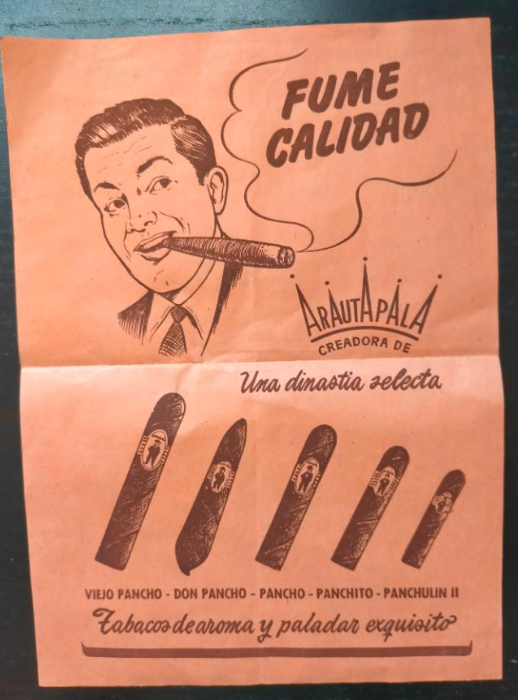 FUME
CALIDAD
ARAUTAPALA
CREADORA DE
Una dinastia selecta
VIEJO PANCHO - DON PANCHO - PANCHO - PANCHITO - PANCHULIN II
Tabacos de aroma y paladar exquisito